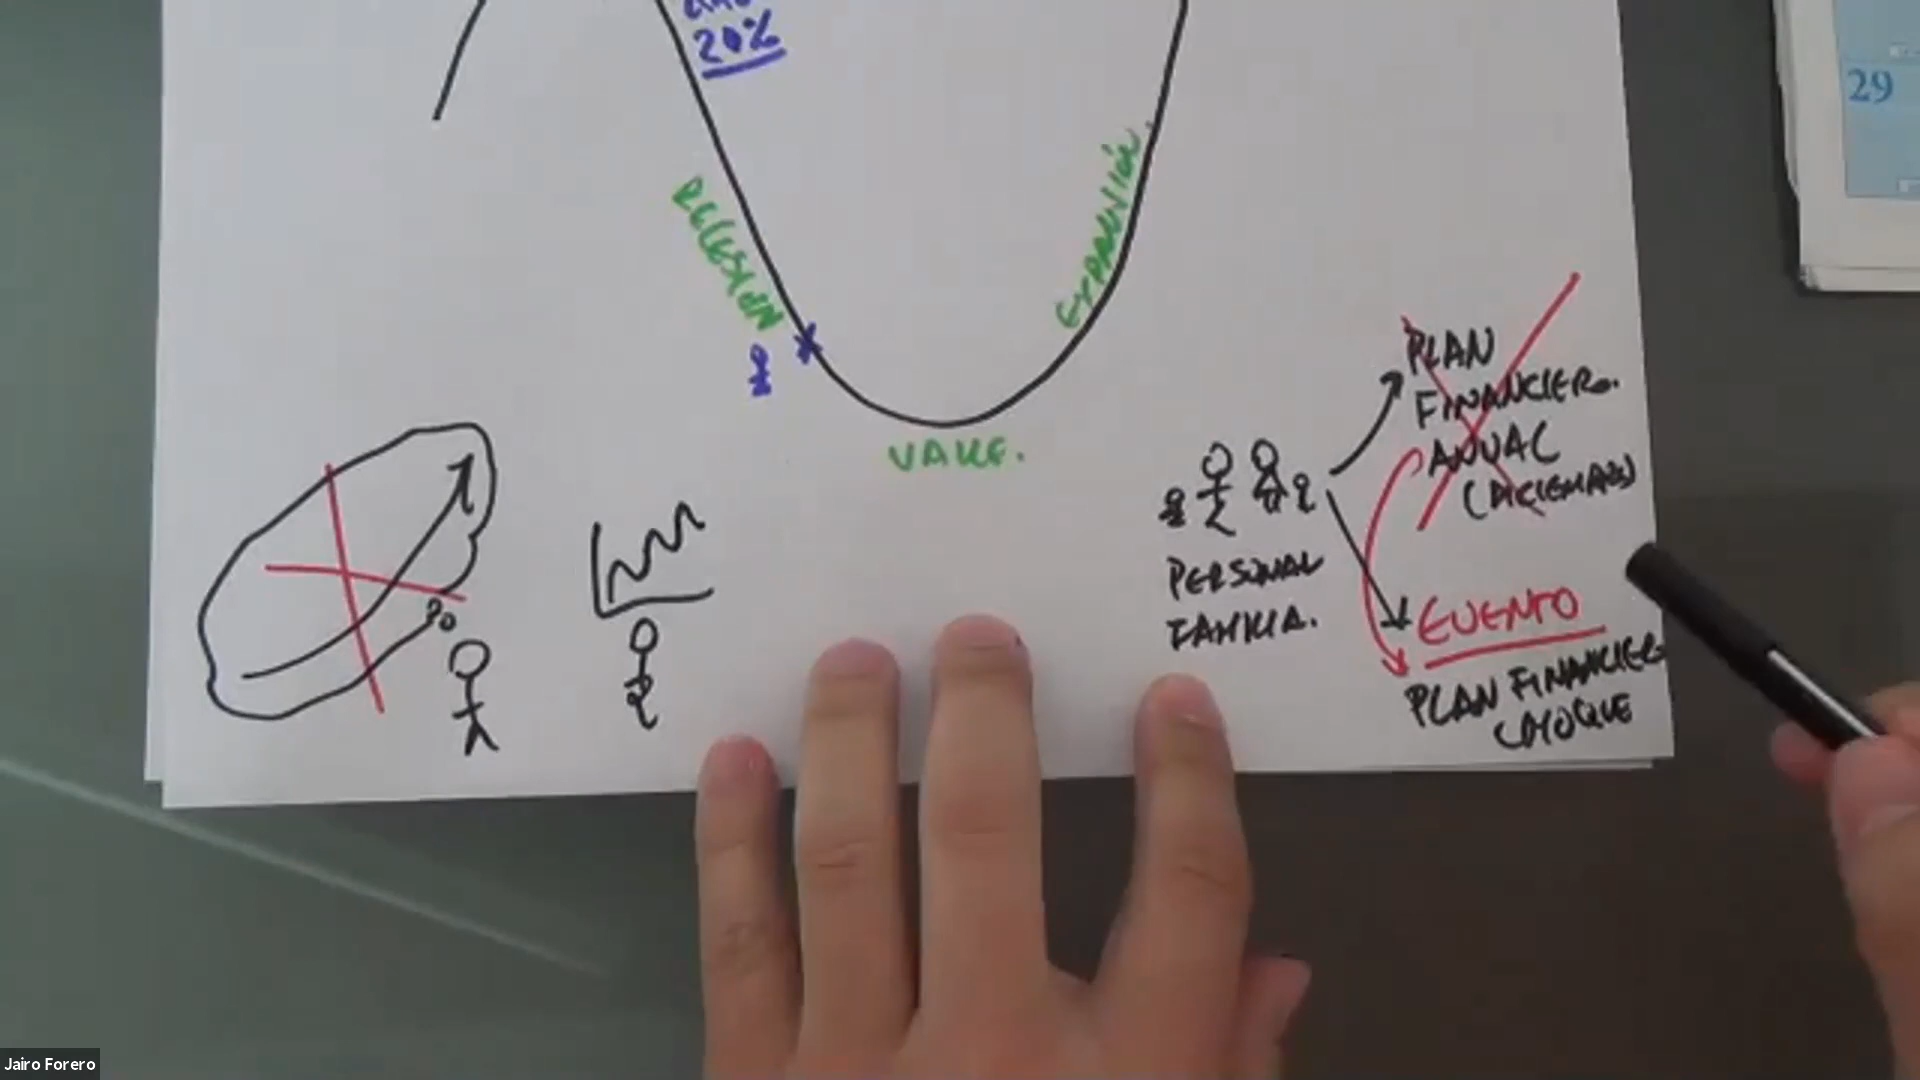 20%
29
RECESIÓN
EXPANSIÓN.
VALLE.
PLAN
FINANCIERO.
ANUAL
(DICIEMBRE)
PERSONAL
FAMILIA.
EVENTO
PLAN FINANCIERO
CHOQUE
Jairo Forero